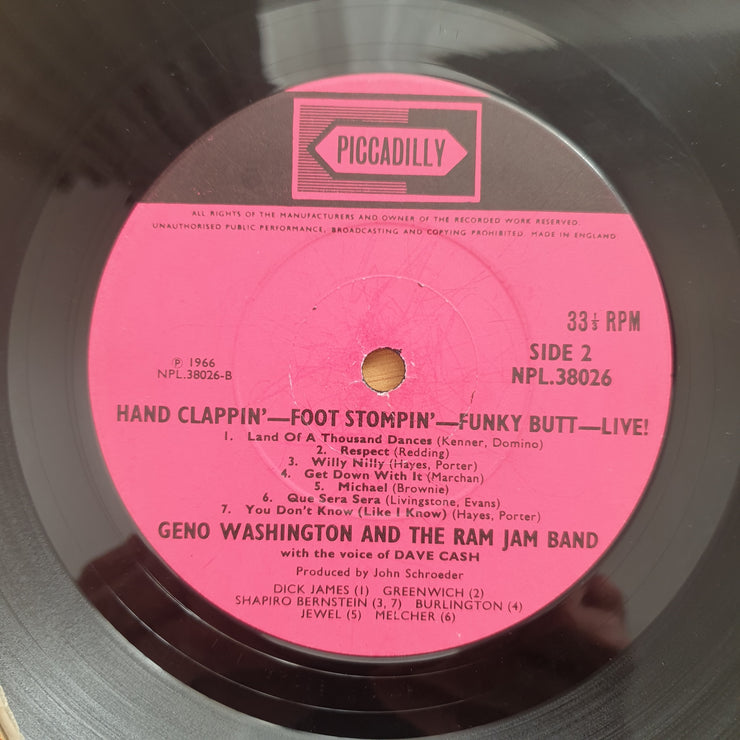 PICCADILLY
ALL RIGHTS OF THE MANUFACTURERS AND OWNER OF THE RECORDED WORK RESERVED.
UNAUTHORISED PUBLIC PERFORMANCE, BROADCASTING AND COPYING PROHIBITED. MADE IN ENGLAND
33⅓ RPM
SIDE 2
NPL.38026
℗ 1966
NPL.38026-B
HAND CLAPPIN'—FOOT STOMPIN'—FUNKY BUTT—LIVE!
1. Land Of A Thousand Dances (Kenner, Domino)
2. Respect (Redding)
3. Willy Nilly (Hayes, Porter)
4. Get Down With It (Marchan)
5. Michael (Brownie)
6. Que Sera Sera (Livingstone, Evans)
7. You Don't Know (Like I Know) (Hayes, Porter)
GENO WASHINGTON AND THE RAM JAM BAND
with the voice of DAVE CASH
Produced by John Schroeder
DICK JAMES (1) GREENWICH (2)
SHAPIRO BERNSTEIN (3, 7) BURLINGTON (4)
JEWEL (5) MELCHER (6)